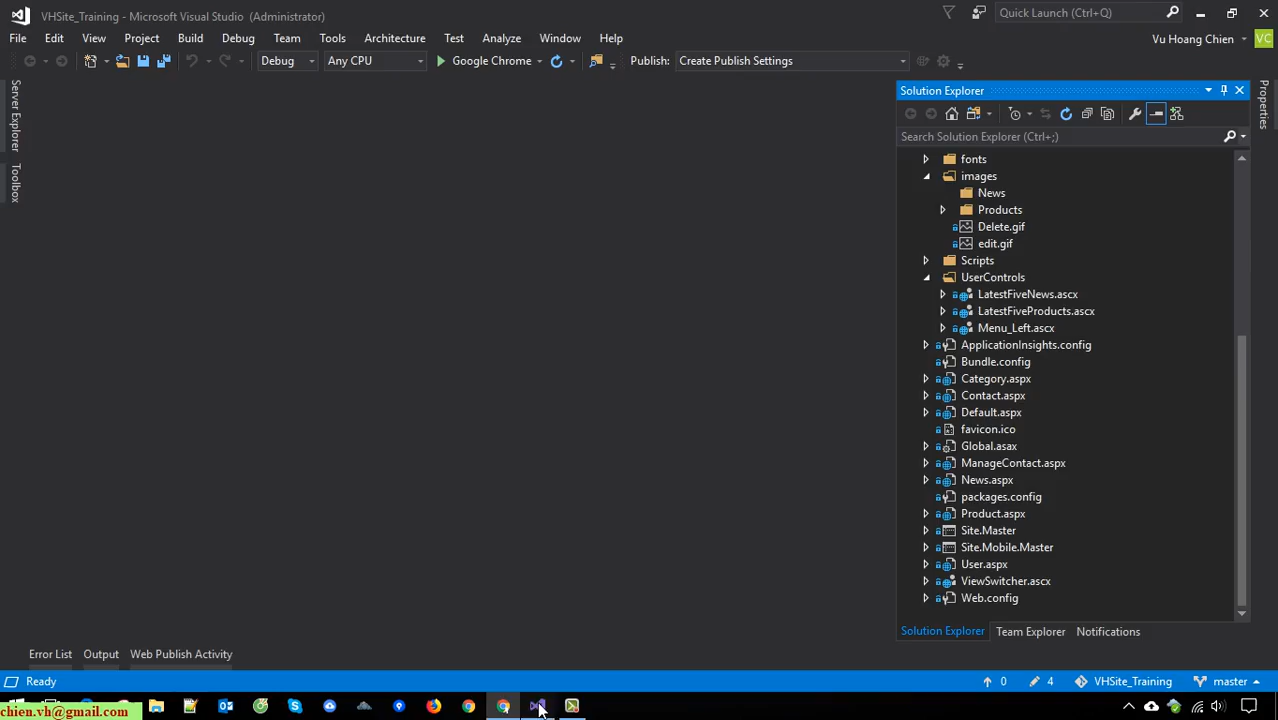 VHSite_Training - Microsoft Visual Studio (Administrator)
Quick Launch (Ctrl+Q)
File Edit View Project Build Debug Team Tools Architecture Test Analyze Window Help
Vu Hoang Chien VC
Debug Any CPU Google Chrome Publish: Create Publish Settings
Server Explorer
Toolbox
Solution Explorer
Properties
Search Solution Explorer (Ctrl+;)
fonts
images
News
Products
Delete.gif
edit.gif
Scripts
UserControls
LatestFiveNews.ascx
LatestFiveProducts.ascx
Menu_Left.ascx
ApplicationInsights.config
Bundle.config
Category.aspx
Contact.aspx
Default.aspx
favicon.ico
Global.asax
ManageContact.aspx
News.aspx
packages.config
Product.aspx
Site.Master
Site.Mobile.Master
User.aspx
ViewSwitcher.ascx
Web.config
Solution Explorer Team Explorer Notifications
Error List Output Web Publish Activity
Ready 0 4 VHSite_Training master
chien.vh@gmail.com